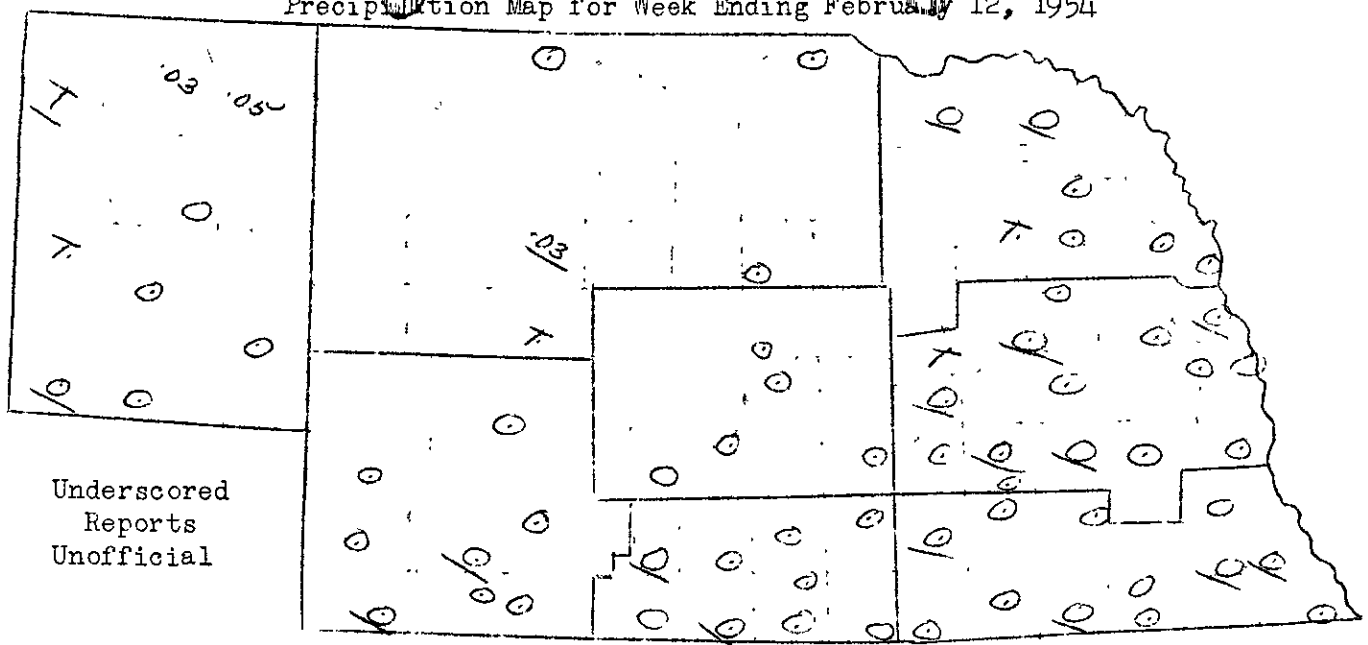 Precipitation Map for Week Ending February 12, 1954
T .03 .05
T .03
T
T
T
Underscored
Reports
Unofficial